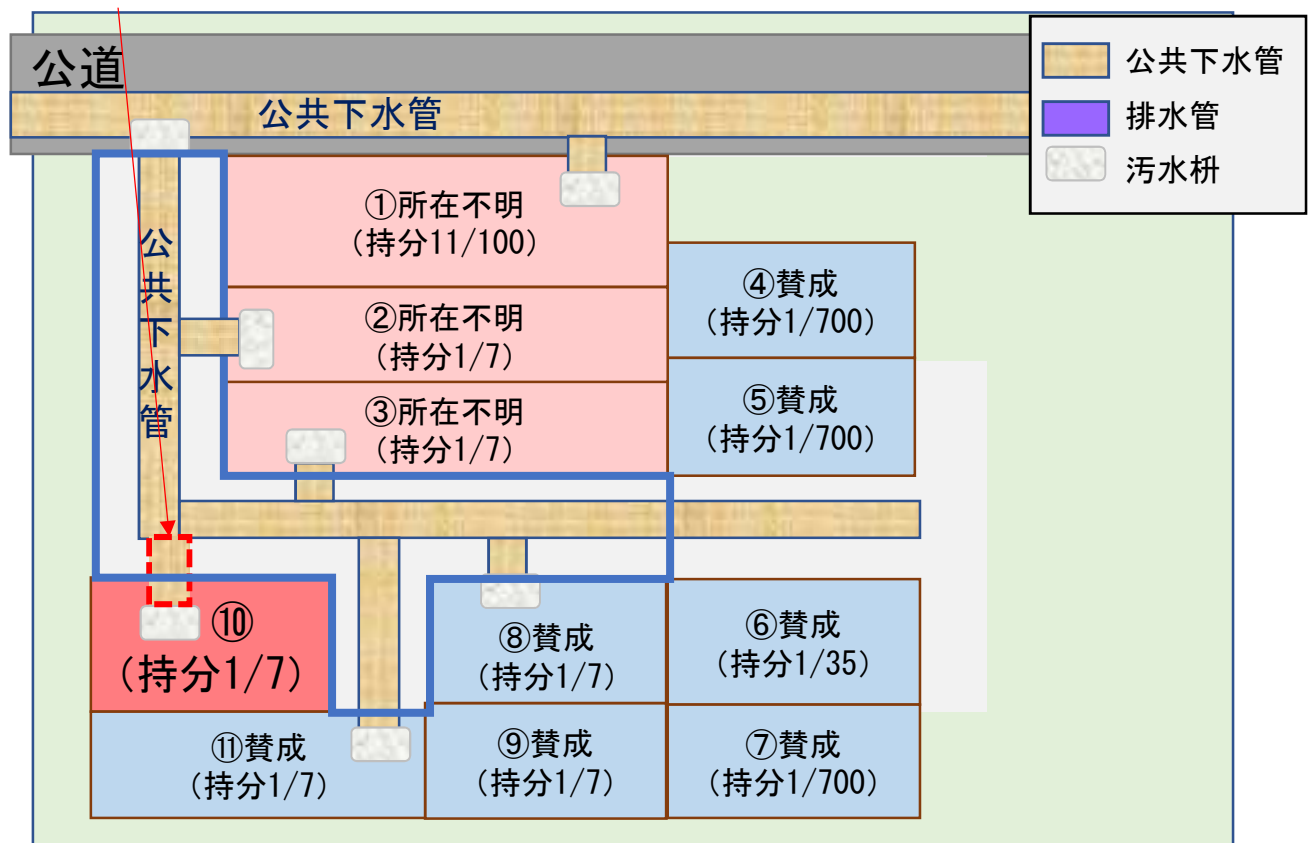 公道
公共下水管
公共下水管
排水管
汚水枡
公共下水管
①所在不明
(持分11/100)
②所在不明
(持分1/7)
③所在不明
(持分1/7)
④賛成
(持分1/700)
⑤賛成
(持分1/700)
⑩
(持分1/7)
⑧賛成
(持分1/7)
⑥賛成
(持分1/35)
⑪賛成
(持分1/7)
⑨賛成
(持分1/7)
⑦賛成
(持分1/700)